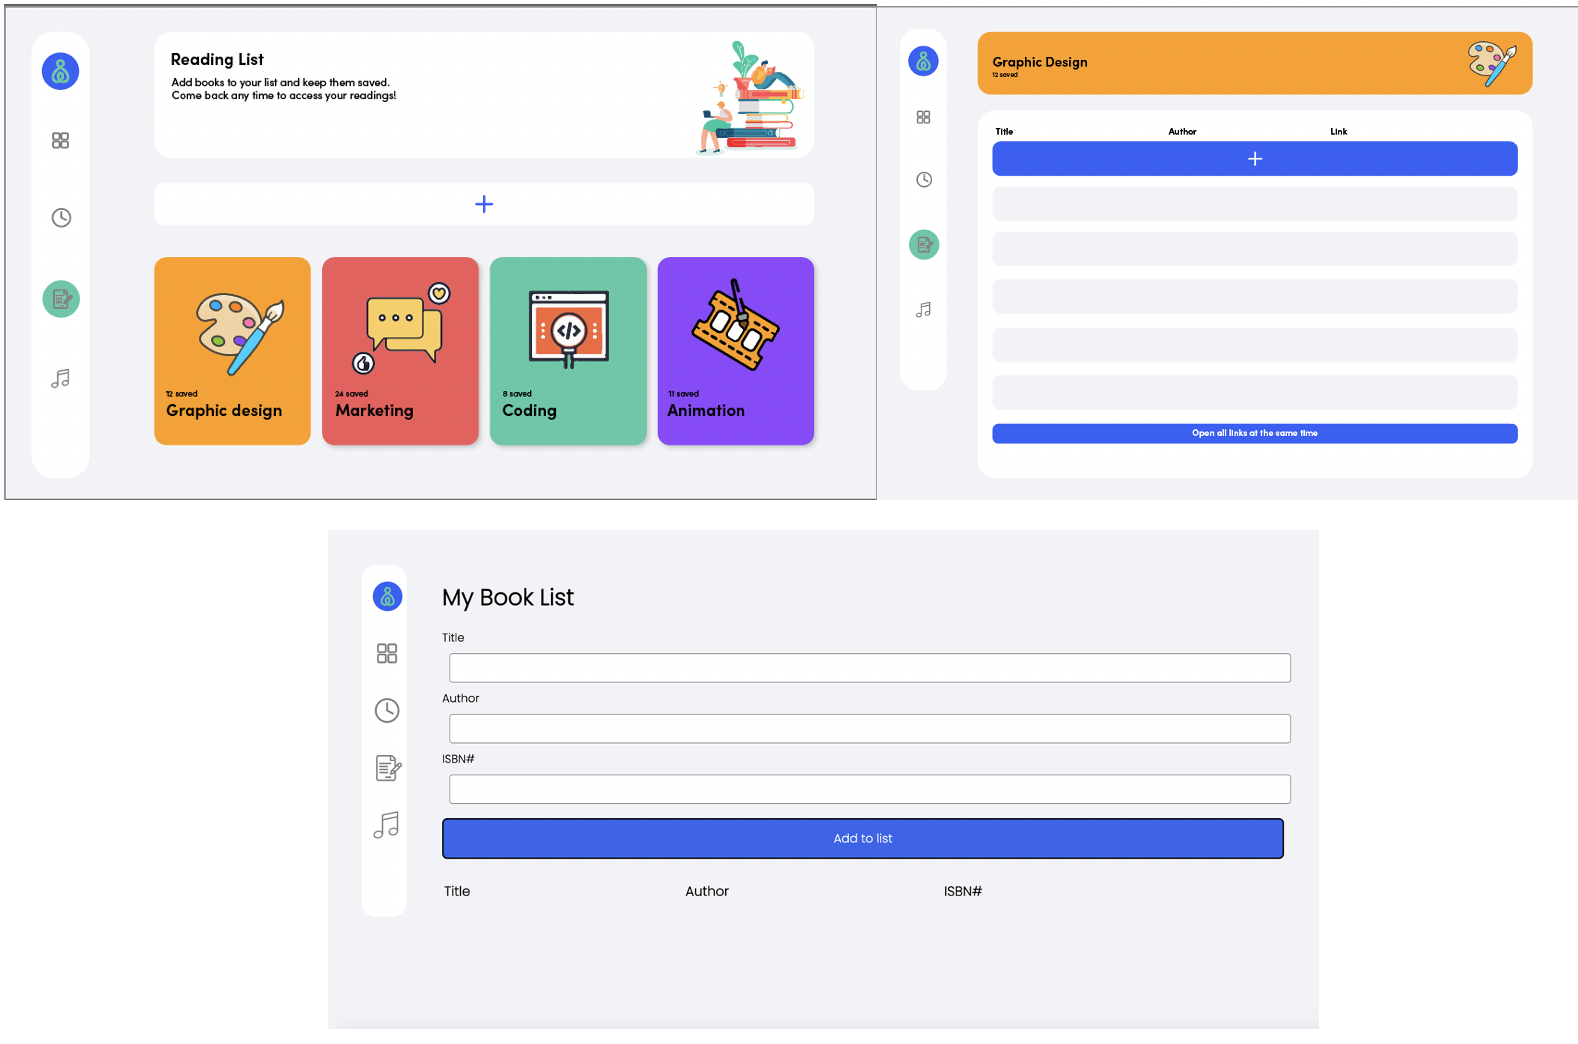 Reading List
Add books to your list and keep them saved.
Come back any time to access your readings!
12 saved
Graphic design
24 saved
Marketing
8 saved
Coding
11 saved
Animation
Graphic Design
12 saved
Title Author Link
Open all links at the same time
My Book List
Title
Author
ISBN#
Add to list
Title Author ISBN#